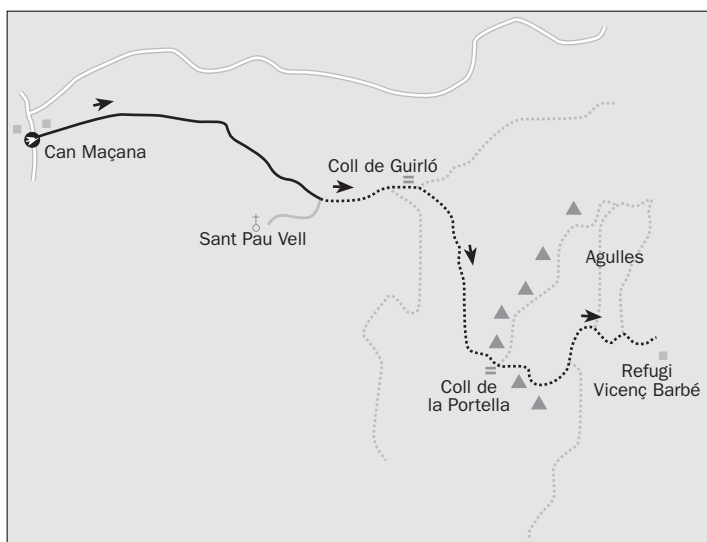 Can Maçana
Coll de Guirló
Sant Pau Vell
Agulles
Coll de
la Portella
Refugi
Vicenç Barbé